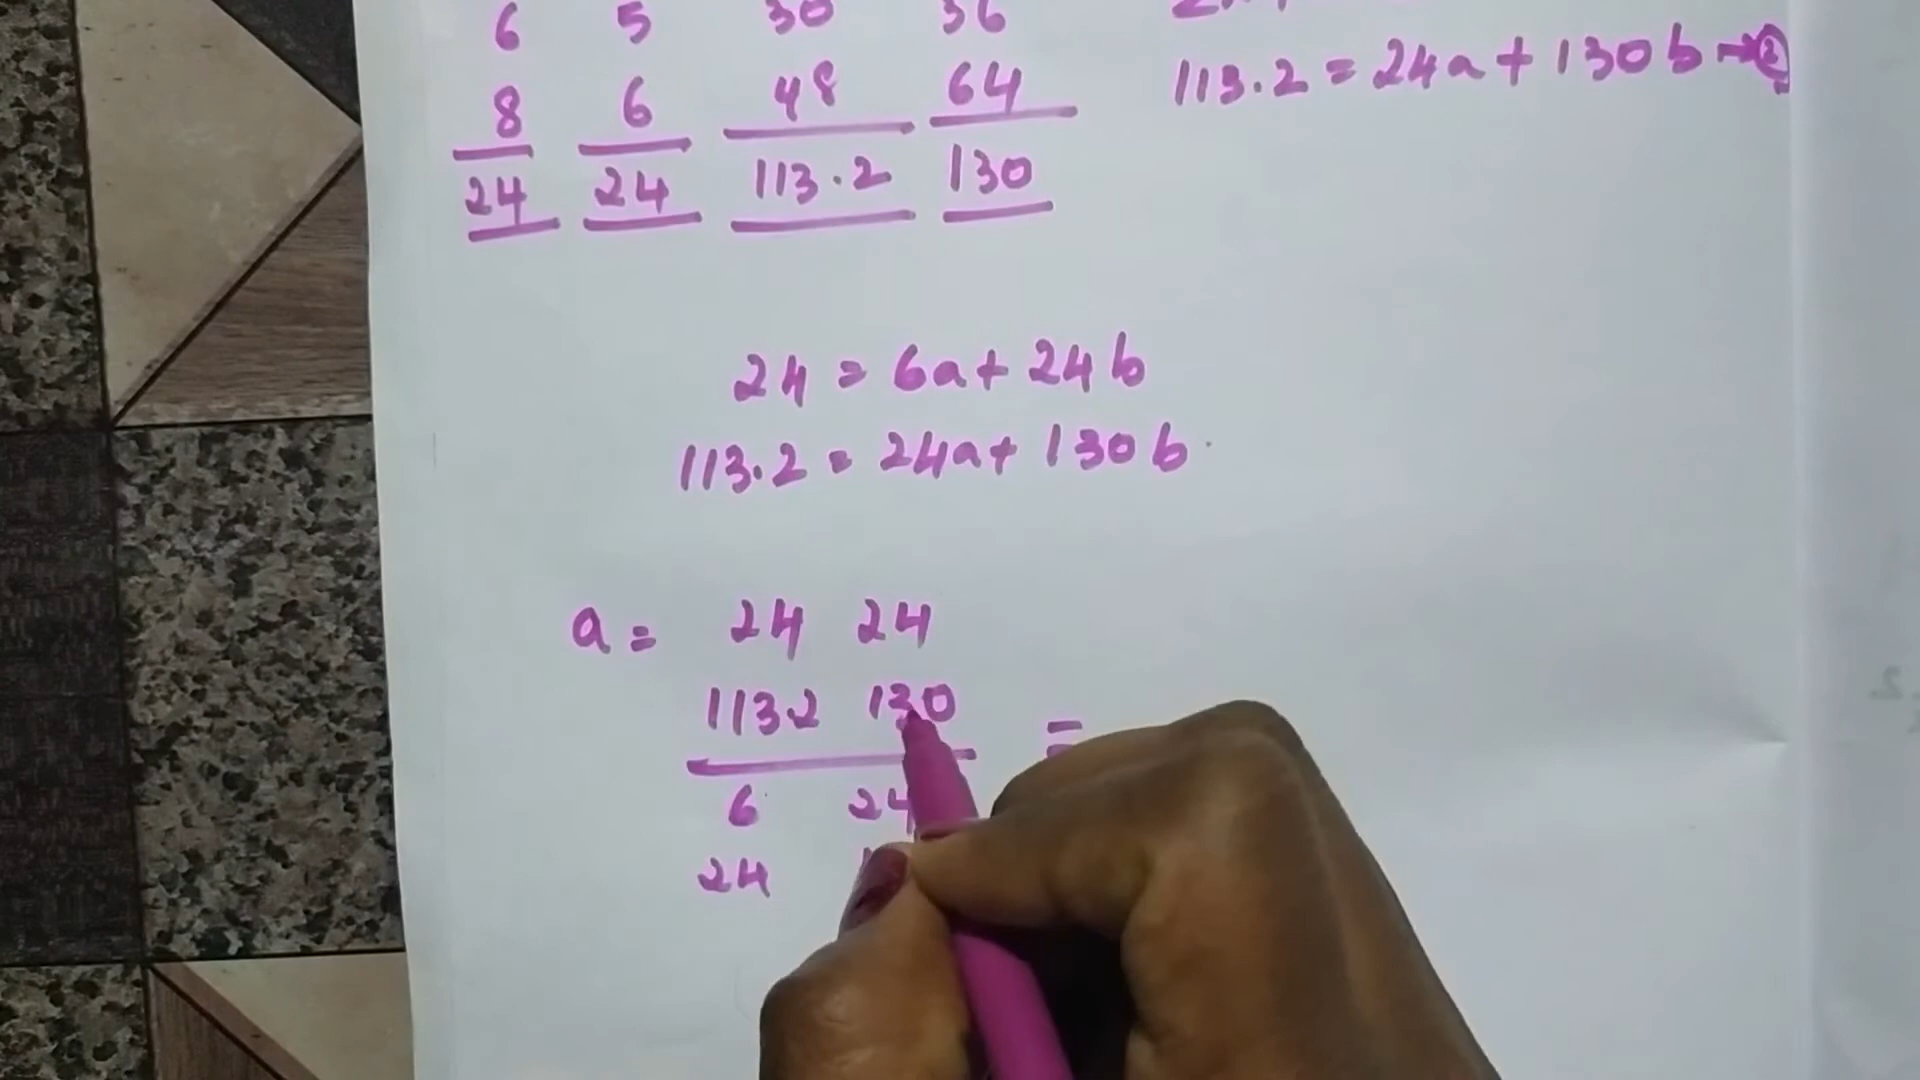 6 5 30 36
8 6 48 64
24 24 113.2 130
113.2 = 24a + 130b → ②
24 = 6a + 24b
113.2 = 24a + 130b
a = 24 24
113.2 130
=
6 24
24